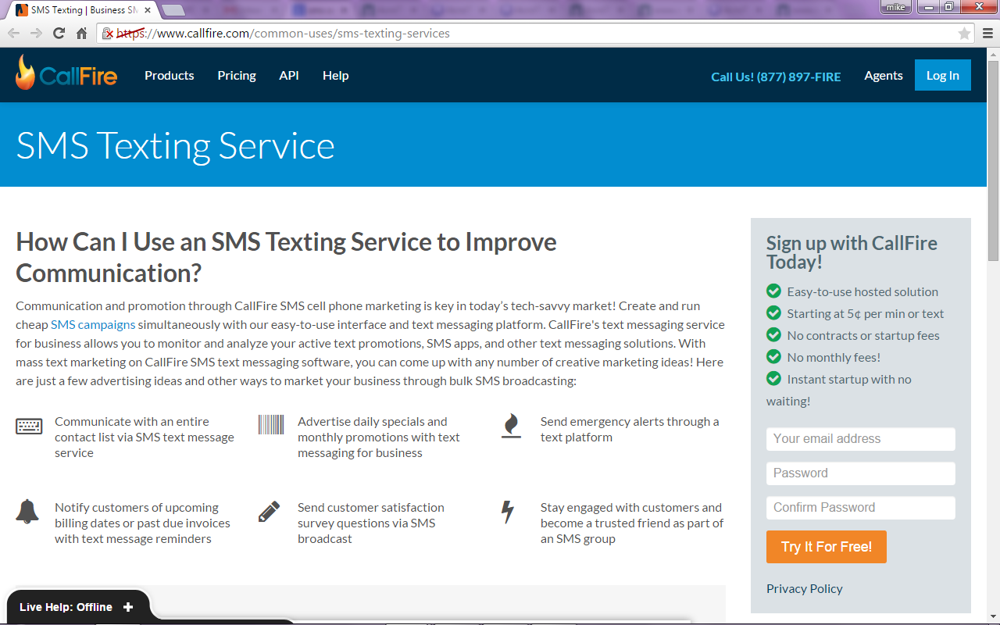 SMS Texting | Business SM
mike
https://www.callfire.com/common-uses/sms-texting-services
CallFire
Products
Pricing
API
Help
Call Us! (877) 897-FIRE
Agents
Log In
SMS Texting Service
How Can I Use an SMS Texting Service to Improve
Communication?
Communication and promotion through CallFire SMS cell phone marketing is key in today’s tech-savvy market! Create and run
cheap SMS campaigns simultaneously with our easy-to-use interface and text messaging platform. CallFire's text messaging service
for business allows you to monitor and analyze your active text promotions, SMS apps, and other text messaging solutions. With
mass text marketing on CallFire SMS text messaging software, you can come up with any number of creative marketing ideas! Here
are just a few advertising ideas and other ways to market your business through bulk SMS broadcasting:
Communicate with an entire
contact list via SMS text message
service
Advertise daily specials and
monthly promotions with text
messaging for business
Send emergency alerts through a
text platform
Notify customers of upcoming
billing dates or past due invoices
with text message reminders
Send customer satisfaction
survey questions via SMS
broadcast
Stay engaged with customers and
become a trusted friend as part of
an SMS group
Sign up with CallFire
Today!
Easy-to-use hosted solution
Starting at 5¢ per min or text
No contracts or startup fees
No monthly fees!
Instant startup with no
waiting!
Your email address
Password
Confirm Password
Try It For Free!
Privacy Policy
Live Help: Offline